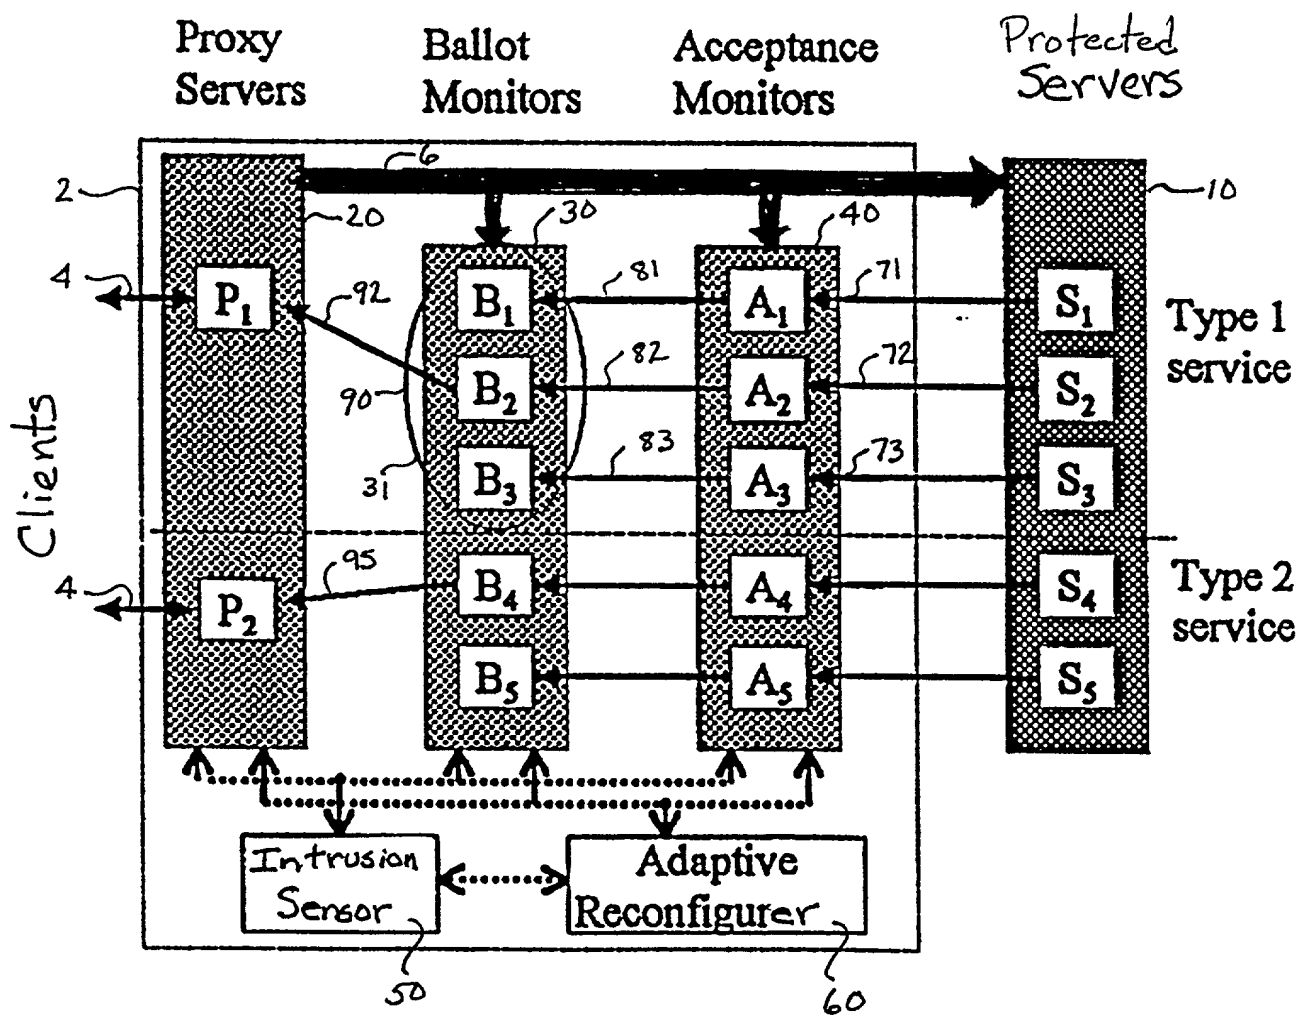 Proxy
Servers
Ballot
Monitors
Acceptance
Monitors
Protected
Servers
6
2
20
30
40
10
4
P1
92
B1
81
A1
71
S1
Type 1
service
90
B2
82
A2
72
S2
31
B3
83
A3
73
S3
Clients
4
P2
95
B4
A4
S4
Type 2
service
B5
A5
S5
Intrusion
Sensor
Adaptive
Reconfigurer
50
60